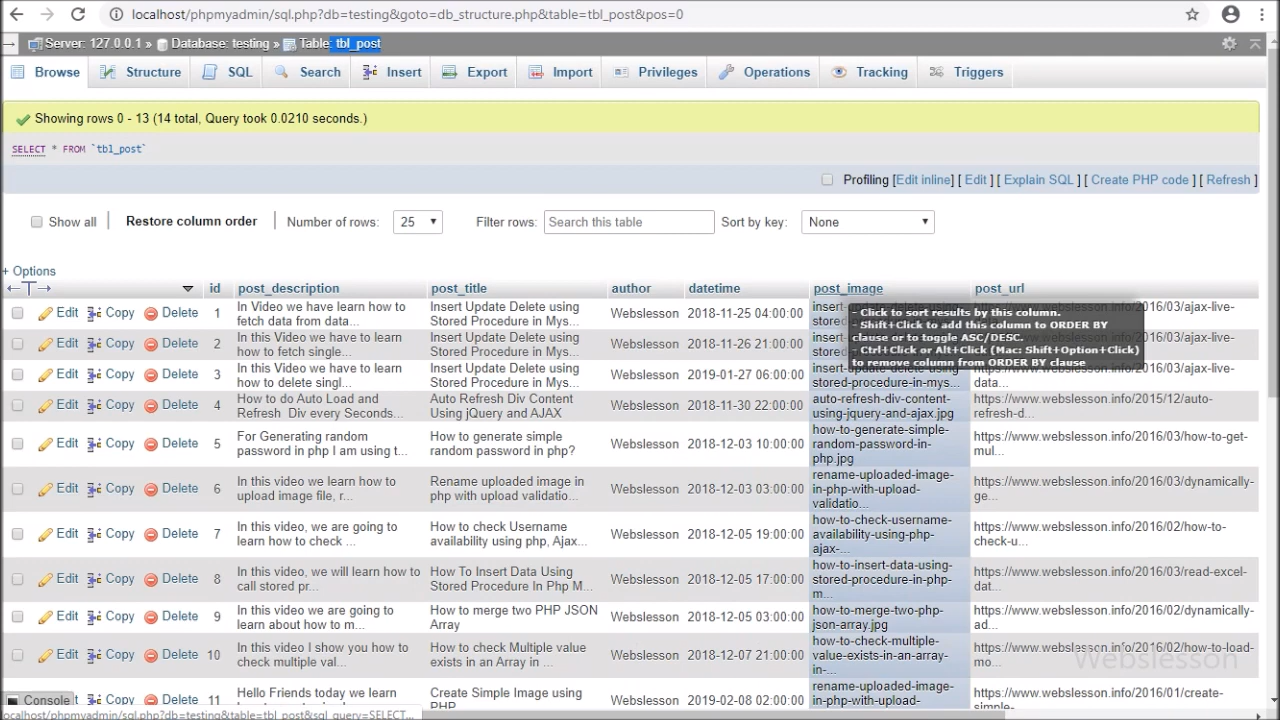 localhost/phpmyadmin/sql.php?db=testing&goto=db_structure.php&table=tbl_post&pos=0
Server: 127.0.0.1 » Database: testing » Table: tbl_post
Browse Structure SQL Search Insert Export Import Privileges Operations Tracking Triggers
Showing rows 0 - 13 (14 total, Query took 0.0210 seconds.)
SELECT * FROM `tbl_post`
Profiling [Edit inline] [ Edit ] [ Explain SQL ] [ Create PHP code ] [ Refresh ]
Show all Restore column order Number of rows: 25 Filter rows: Search this table Sort by key: None
+ Options
id post_description post_title author datetime post_image post_url
Edit Copy Delete 1
In Video we have learn how to
fetch data from data...
Insert Update Delete using
Stored Procedure in Mys...
Webslesson 2018-11-25 04:00:00
Edit Copy Delete 2
In this Video we have to learn
how to fetch single...
Insert Update Delete using
Stored Procedure in Mys...
Webslesson 2018-11-26 21:00:00
Edit Copy Delete 3
In this Video we have to learn
how to delete singl...
Insert Update Delete using
Stored Procedure in Mys...
Webslesson 2019-01-27 06:00:00
stored-procedure-in-mys...
data...
- Click to sort results by this column.
- Shift+Click to add this column to ORDER BY
clause or to toggle ASC/DESC.
- Ctrl+Click or Alt+Click (Mac: Shift+Option+Click)
to remove column from ORDER BY clause
Edit Copy Delete 4
How to do Auto Load and
Refresh Div every Seconds...
Auto Refresh Div Content
Using jQuery and AJAX
Webslesson 2018-11-30 22:00:00
auto-refresh-div-content-
using-jquery-and-ajax.jpg
https://www.webslesson.info/2015/12/auto-
refresh-d...
Edit Copy Delete 5
For Generating random
password in php I am using t...
How to generate simple
random password in php?
Webslesson 2018-12-03 10:00:00
how-to-generate-simple-
random-password-in-
php.jpg
https://www.webslesson.info/2016/03/how-to-get-
mul...
Edit Copy Delete 6
In this video we learn how to
upload image file, r...
Rename uploaded image in
php with upload validatio...
Webslesson 2018-12-03 03:00:00
rename-uploaded-image-
in-php-with-upload-
validatio...
https://www.webslesson.info/2016/03/dynamically-
ge...
Edit Copy Delete 7
In this video, we are going to
learn how to check ...
How to check Username
availability using php, Ajax...
Webslesson 2018-12-05 19:00:00
how-to-check-username-
availability-using-php-
ajax-...
https://www.webslesson.info/2016/02/how-to-
check-u...
Edit Copy Delete 8
In this video, we will learn how to
call stored pr...
How To Insert Data Using
Stored Procedure In Php M...
Webslesson 2018-12-05 17:00:00
how-to-insert-data-using-
stored-procedure-in-php-
m...
https://www.webslesson.info/2016/03/read-excel-
dat...
Edit Copy Delete 9
In this video we are going to
learn about how to m...
How to merge two PHP JSON
Array
Webslesson 2018-12-05 03:00:00
how-to-merge-two-php-
json-array.jpg
https://www.webslesson.info/2016/02/dynamically-
ad...
Edit Copy Delete 10
In this video I show you how to
check multiple val...
How to check Multiple value
exists in an Array in ...
Webslesson 2018-12-07 21:00:00
how-to-check-multiple-
value-exists-in-an-array-
in-...
https://www.webslesson.info/2016/02/how-to-load-
mo...
Webslesson
Console Copy Delete 11
Hello Friends today we learn
Create Simple Image using
PHP
Webslesson 2019-02-08 02:00:00
rename-uploaded-image-
in-php-with-upload-
https://www.webslesson.info/2016/01/create-
simple-
localhost/phpmyadmin/sql.php?db=testing&table=tbl_post&sql_query=SELECT...